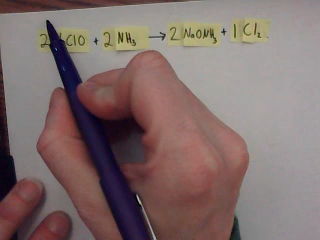 2 ClO + 2 NH₃ → 2 NaONH₃ + 1 Cl₂